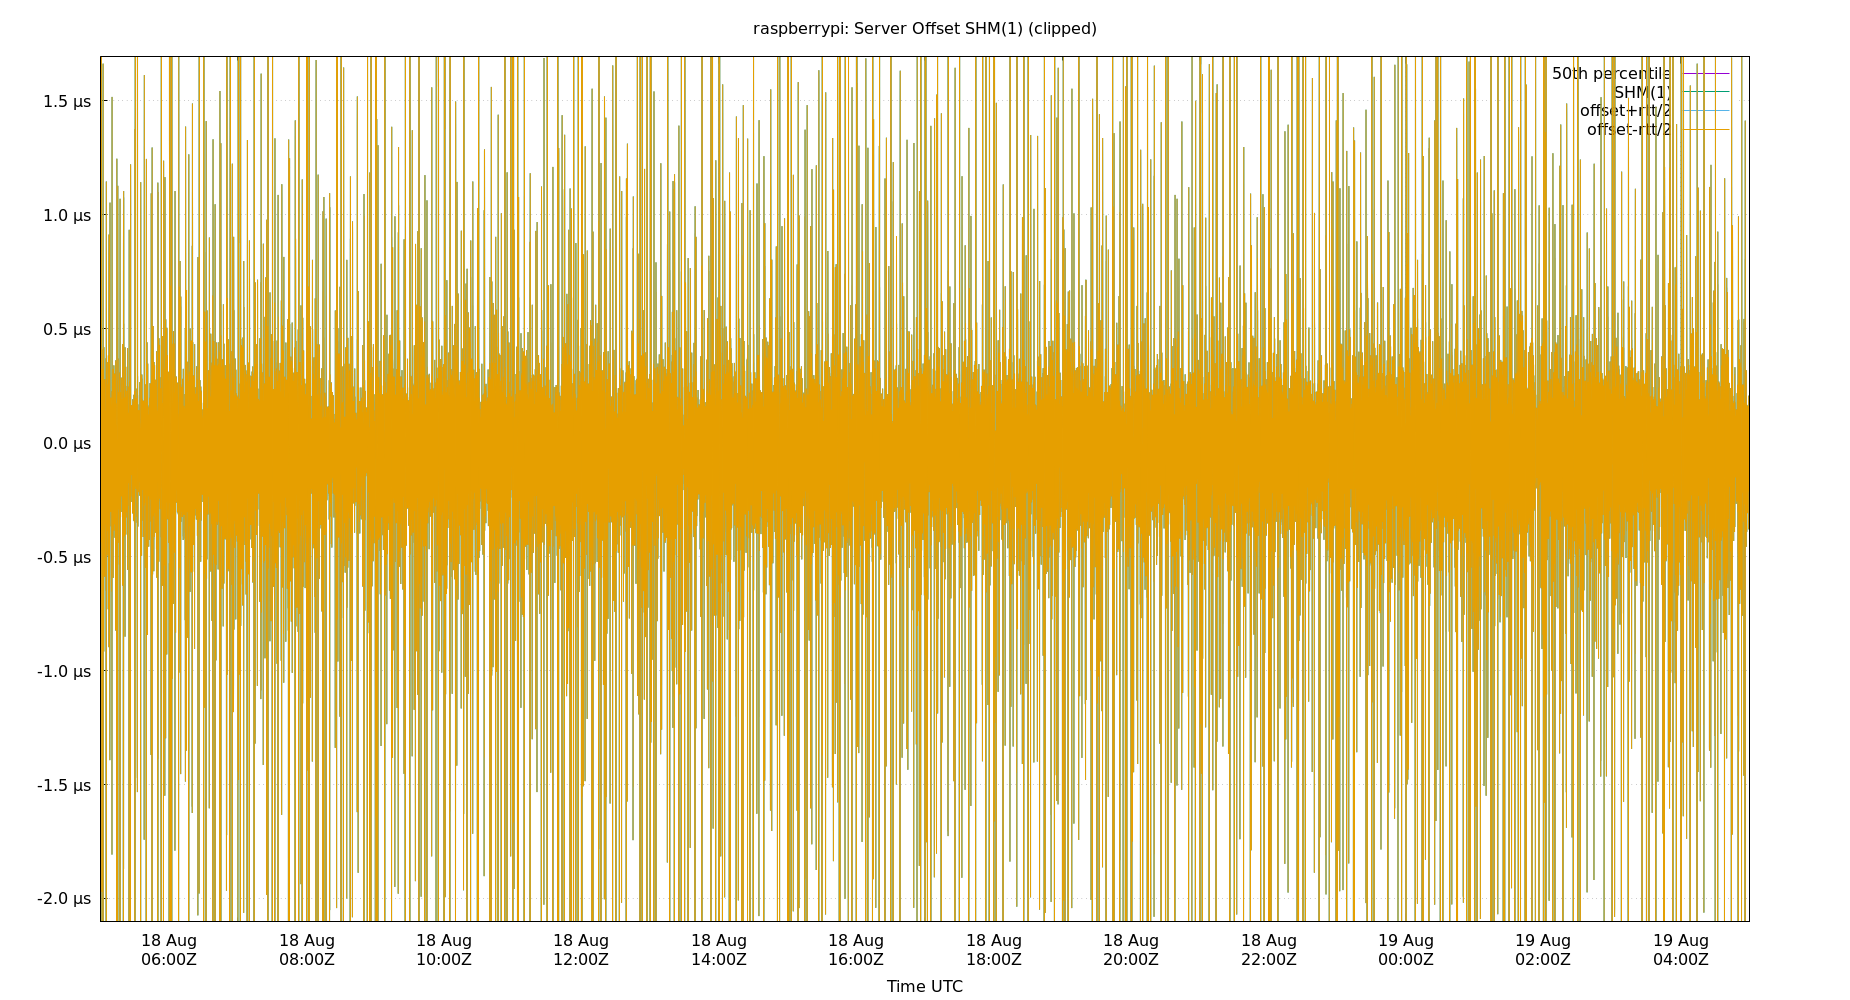 raspberrypi: Server Offset SHM(1) (clipped)
50th percentile
SHM(1)
offset+rtt/2
offset-rtt/2
1.5 µs
1.0 µs
0.5 µs
0.0 µs
-0.5 µs
-1.0 µs
-1.5 µs
-2.0 µs
18 Aug 18 Aug 18 Aug 18 Aug 18 Aug 18 Aug 18 Aug 18 Aug 18 Aug 19 Aug 19 Aug 19 Aug
06:00Z 08:00Z 10:00Z 12:00Z 14:00Z 16:00Z 18:00Z 20:00Z 22:00Z 00:00Z 02:00Z 04:00Z
Time UTC